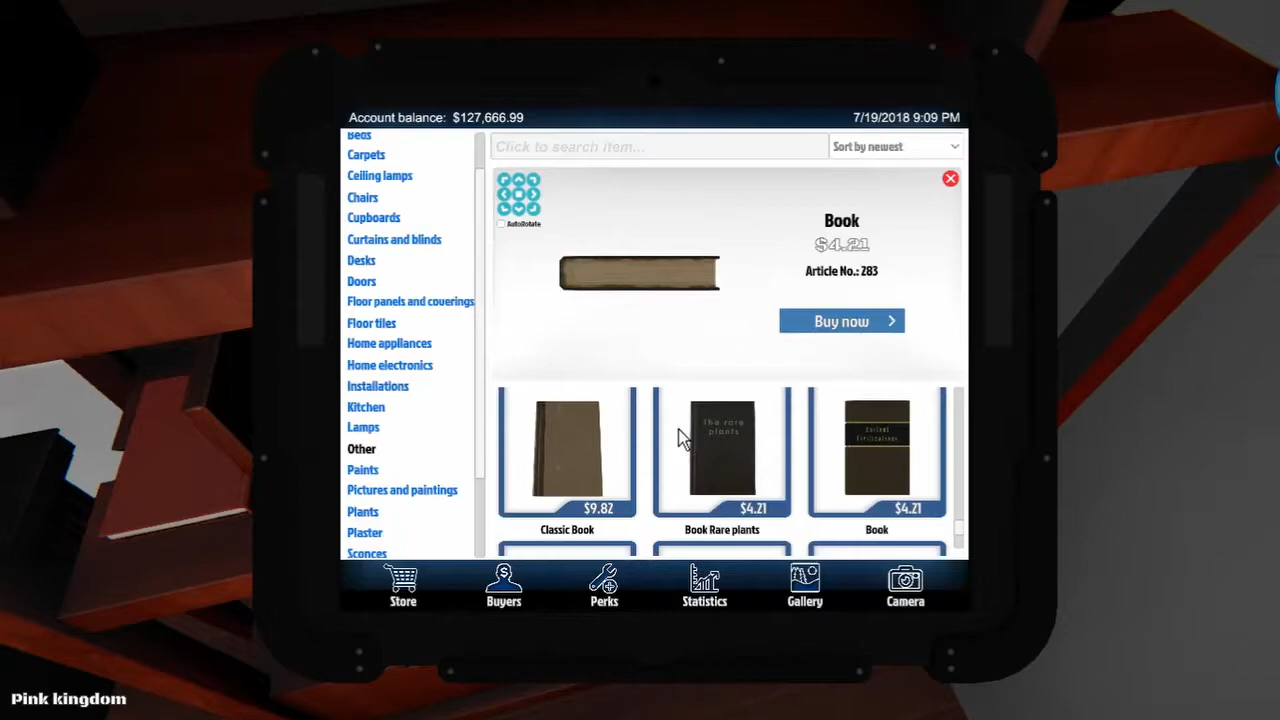 Account balance: $127,666.99
7/19/2018 9:09 PM
Beds
Carpets
Ceiling lamps
Chairs
Cupboards
Curtains and blinds
Desks
Doors
Floor panels and coverings
Floor tiles
Home appliances
Home electronics
Installations
Kitchen
Lamps
Other
Paints
Pictures and paintings
Plants
Plaster
Sconces
Click to search item...
Sort by newest
AutoRotate
Book
$4.21
Article No.: 283
Buy now
The rare
plants
Ancient
Civilizations
$9.82
$4.21
$4.21
Classic Book
Book Rare plants
Book
Store
Buyers
Perks
Statistics
Gallery
Camera
Pink kingdom